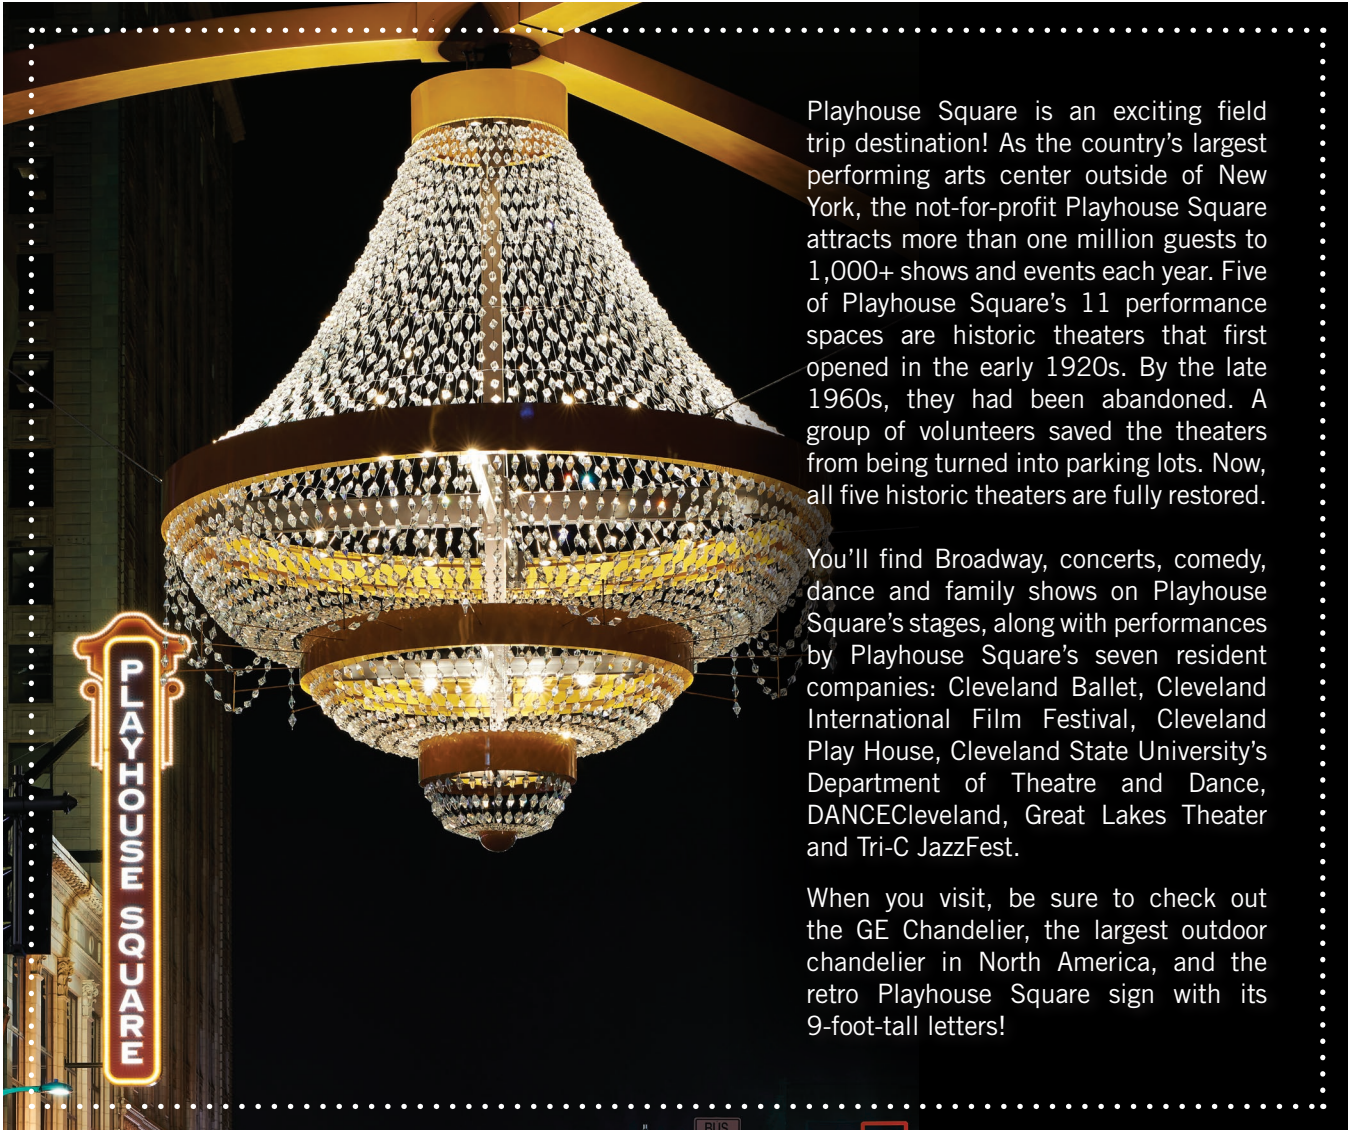 Playhouse Square is an exciting field
trip destination! As the country's largest
performing arts center outside of New
York, the not-for-profit Playhouse Square
attracts more than one million guests to
1,000+ shows and events each year. Five
of Playhouse Square's 11 performance
spaces are historic theaters that first
opened in the early 1920s. By the late
1960s, they had been abandoned. A
group of volunteers saved the theaters
from being turned into parking lots. Now,
all five historic theaters are fully restored.
You'll find Broadway, concerts, comedy,
dance and family shows on Playhouse
Square's stages, along with performances
by Playhouse Square's seven resident
companies: Cleveland Ballet, Cleveland
International Film Festival, Cleveland
Play House, Cleveland State University's
Department of Theatre and Dance,
DANCECleveland, Great Lakes Theater
and Tri-C JazzFest.
When you visit, be sure to check out
the GE Chandelier, the largest outdoor
chandelier in North America, and the
retro Playhouse Square sign with its
9-foot-tall letters!
PLAYHOUSE SQUARE
BUS